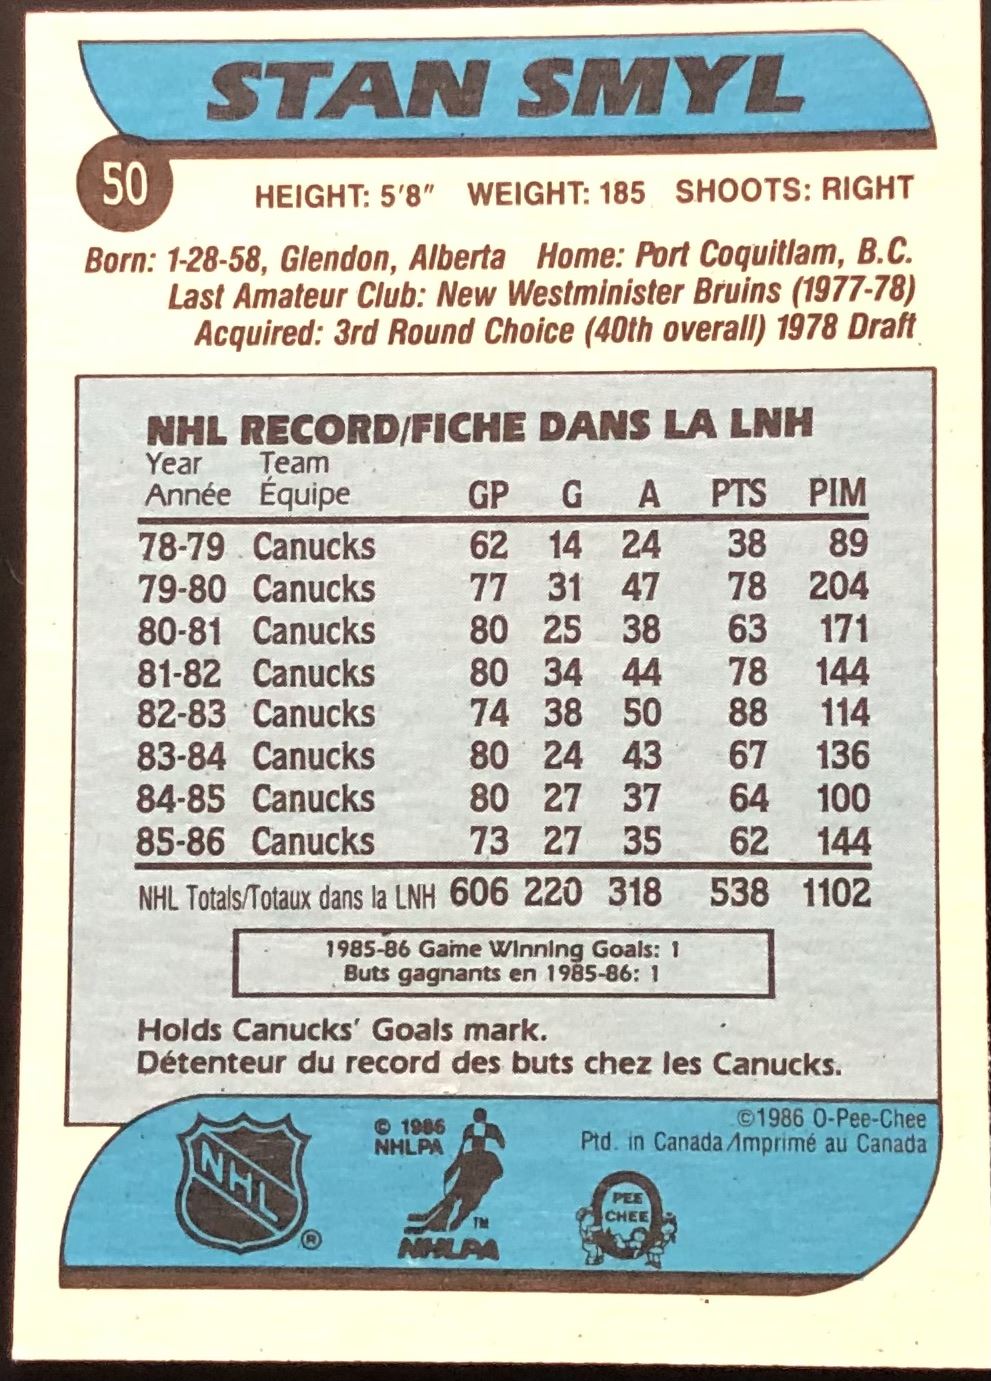 STAN SMYL
50
HEIGHT: 5'8" WEIGHT: 185 SHOOTS: RIGHT
Born: 1-28-58, Glendon, Alberta Home: Port Coquitlam, B.C.
Last Amateur Club: New Westminister Bruins (1977-78)
Acquired: 3rd Round Choice (40th overall) 1978 Draft
NHL RECORD/FICHE DANS LA LNH
Year Team
Année Équipe GP G A PTS PIM
78-79 Canucks 62 14 24 38 89
79-80 Canucks 77 31 47 78 204
80-81 Canucks 80 25 38 63 171
81-82 Canucks 80 34 44 78 144
82-83 Canucks 74 38 50 88 114
83-84 Canucks 80 24 43 67 136
84-85 Canucks 80 27 37 64 100
85-86 Canucks 73 27 35 62 144
NHL Totals/Totaux dans la LNH 606 220 318 538 1102
1985-86 Game Winning Goals: 1
Buts gagnants en 1985-86: 1
Holds Canucks' Goals mark.
Détenteur du record des buts chez les Canucks.
©1986 O-Pee-Chee
Ptd. in Canada/Imprimé au Canada
© 1986
NHLPA
NHL
®
TM
NHLPA
PEE
CHEE